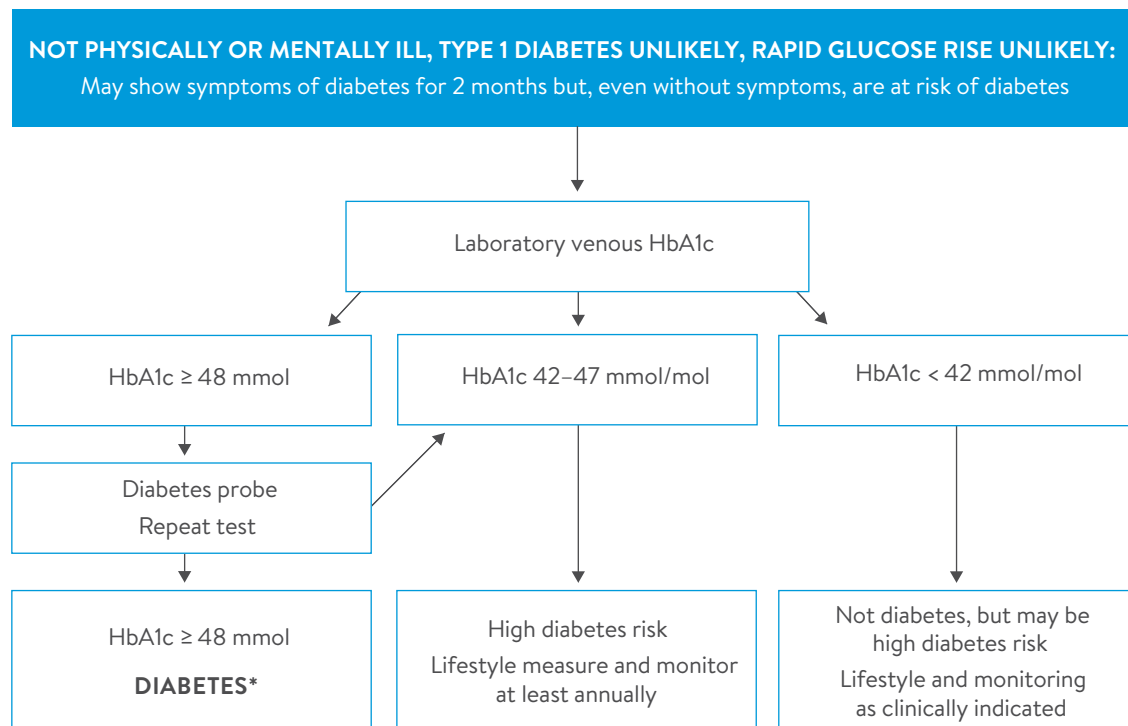 NOT PHYSICALLY OR MENTALLY ILL, TYPE 1 DIABETES UNLIKELY, RAPID GLUCOSE RISE UNLIKELY:
May show symptoms of diabetes for 2 months but, even without symptoms, are at risk of diabetes
Laboratory venous HbA1c
HbA1c ≥ 48 mmol
HbA1c 42–47 mmol/mol
HbA1c < 42 mmol/mol
Diabetes probe
Repeat test
HbA1c ≥ 48 mmol
DIABETES*
High diabetes risk
Lifestyle measure and monitor
at least annually
Not diabetes, but may be
high diabetes risk
Lifestyle and monitoring
as clinically indicated